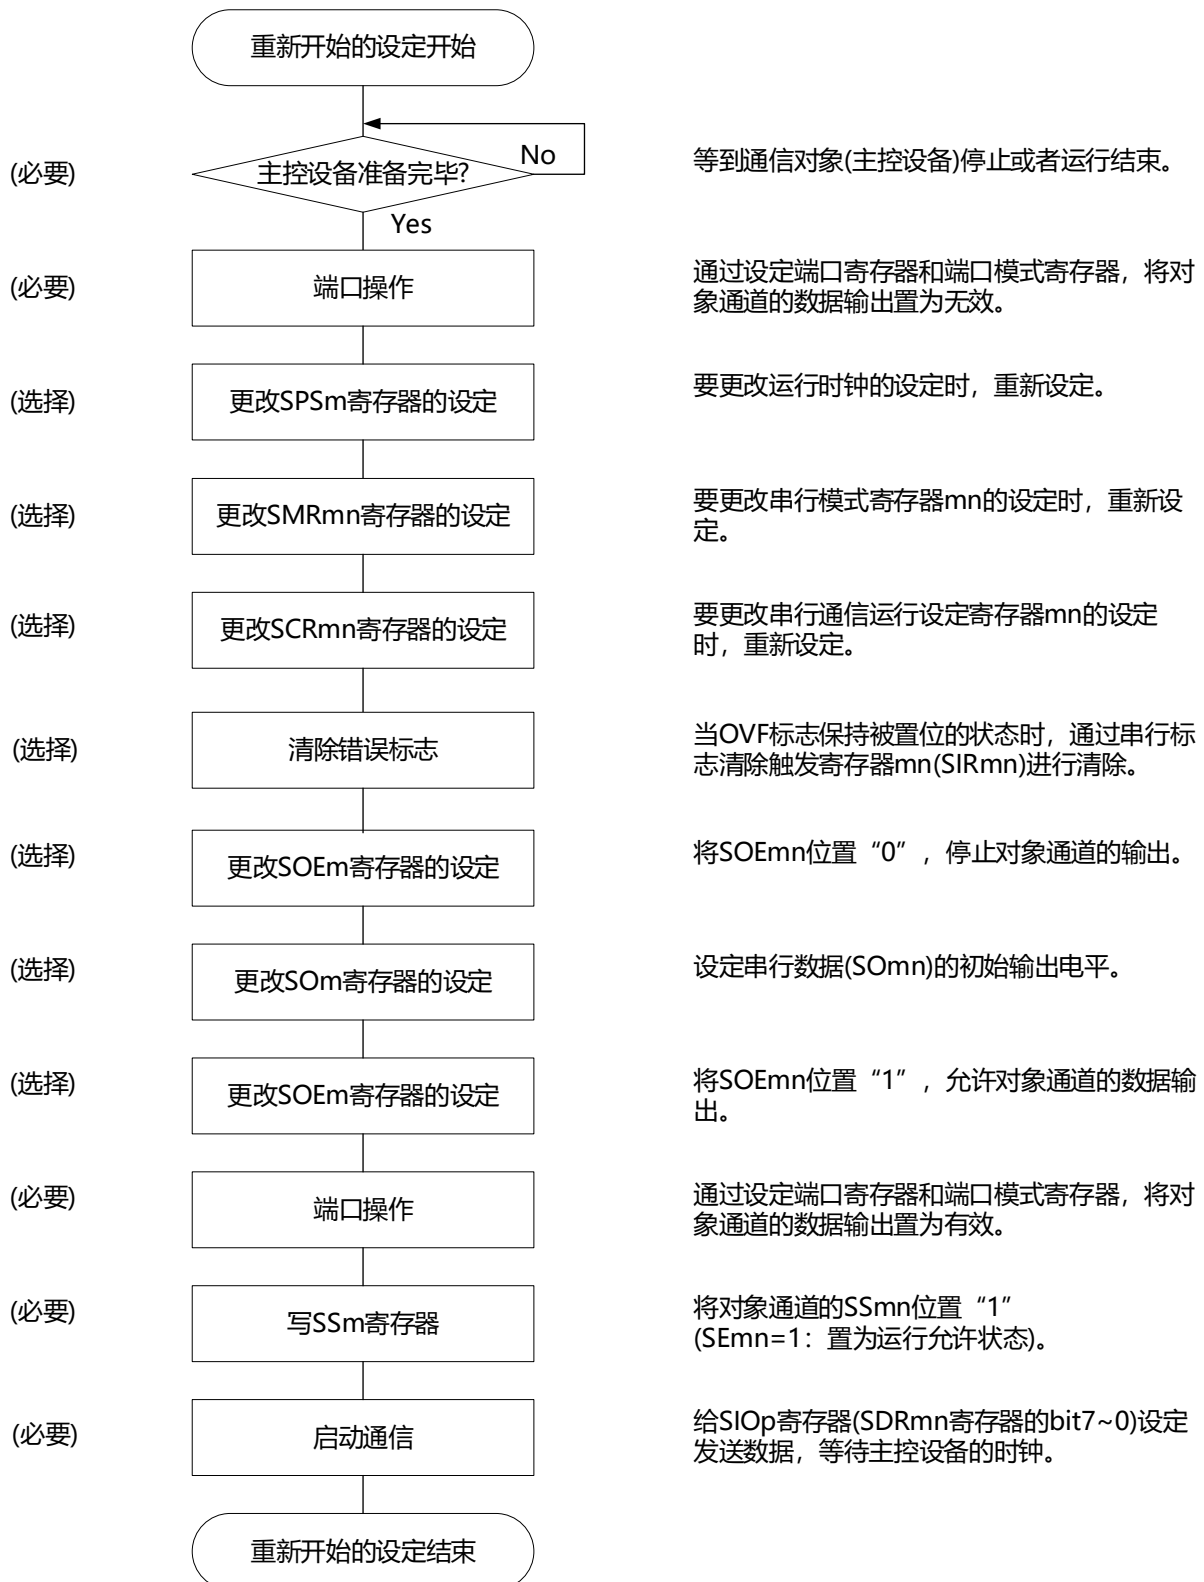 重新开始的设定开始
(必要)
主控设备准备完毕?
No
等到通信对象(主控设备)停止或者运行结束。
Yes
(必要)
端口操作
通过设定端口寄存器和端口模式寄存器，将对
象通道的数据输出置为无效。
(选择)
更改SPSm寄存器的设定
要更改运行时钟的设定时，重新设定。
(选择)
更改SMRmn寄存器的设定
要更改串行模式寄存器mn的设定时，重新设
定。
(选择)
更改SCRmn寄存器的设定
要更改串行通信运行设定寄存器mn的设定
时，重新设定。
(选择)
清除错误标志
当OVF标志保持被置位的状态时，通过串行标
志清除触发寄存器mn(SIRmn)进行清除。
(选择)
更改SOEm寄存器的设定
将SOEmn位置“0”，停止对象通道的输出。
(选择)
更改SOm寄存器的设定
设定串行数据(SOmn)的初始输出电平。
(选择)
更改SOEm寄存器的设定
将SOEmn位置“1”，允许对象通道的数据输
出。
(必要)
端口操作
通过设定端口寄存器和端口模式寄存器，将对
象通道的数据输出置为有效。
(必要)
写SSm寄存器
将对象通道的SSmn位置“1”
(SEmn=1：置为运行允许状态)。
(必要)
启动通信
给SIOp寄存器(SDRmn寄存器的bit7~0)设定
发送数据，等待主控设备的时钟。
重新开始的设定结束